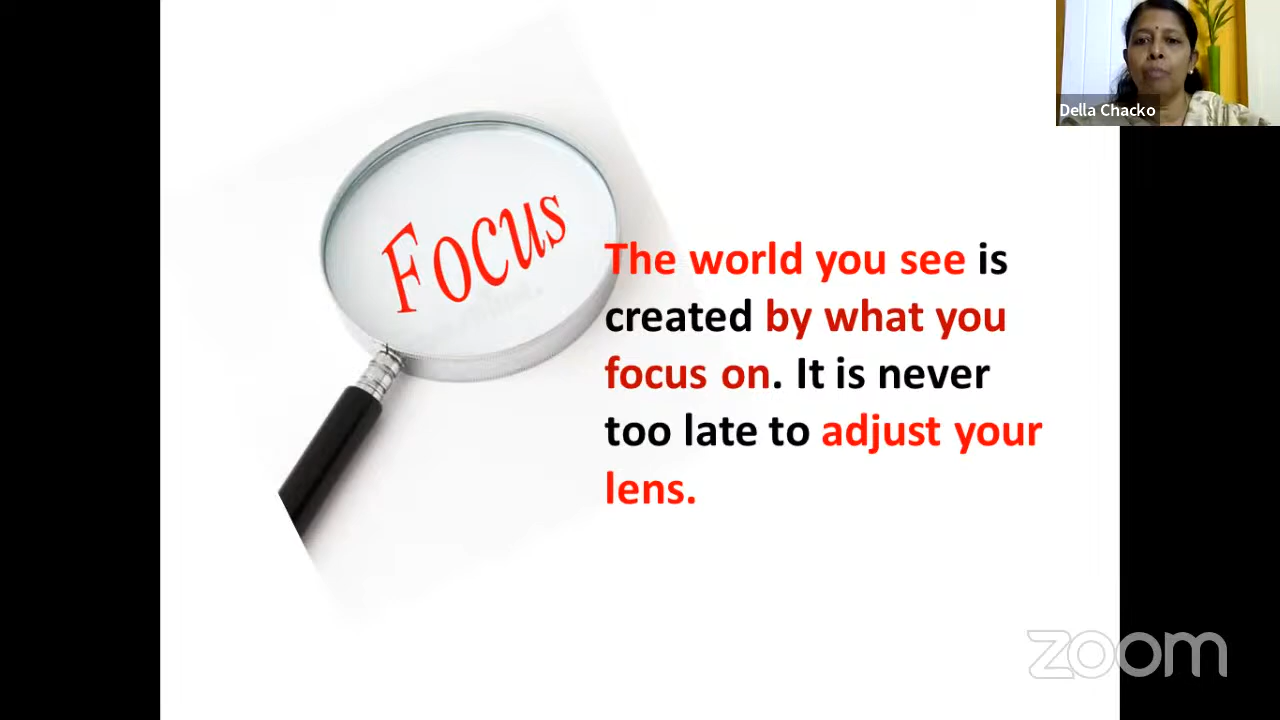 Della Chacko
Focus
The world you see is
created by what you
focus on. It is never
too late to adjust your
lens.
zoom